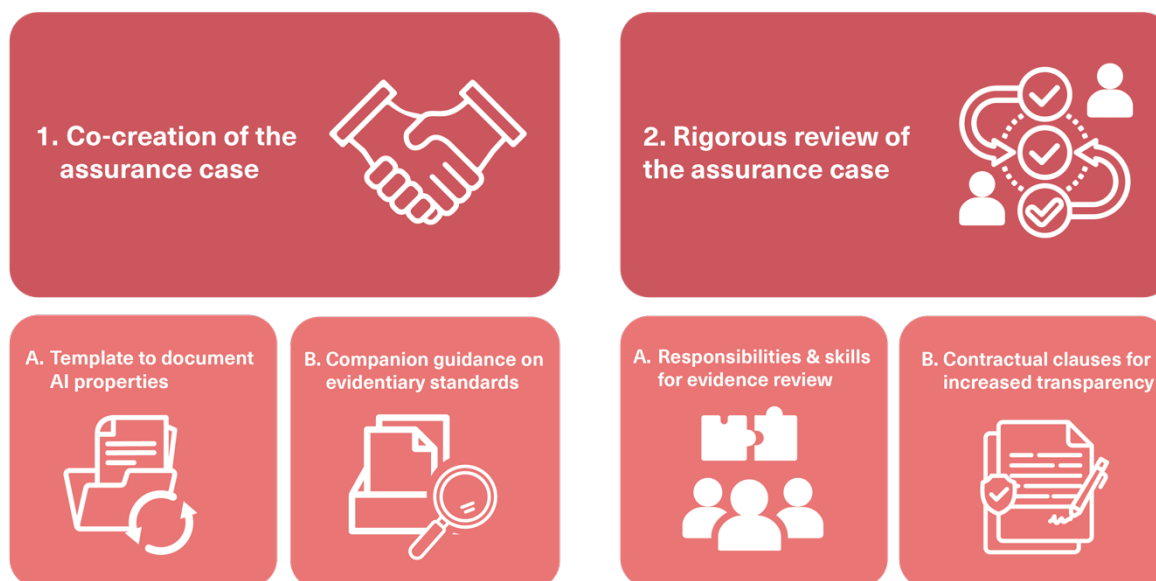 1. Co-creation of the
assurance case
2. Rigorous review of
the assurance case
A. Template to document
AI properties
B. Companion guidance on
evidentiary standards
A. Responsibilities & skills
for evidence review
B. Contractual clauses for
increased transparency